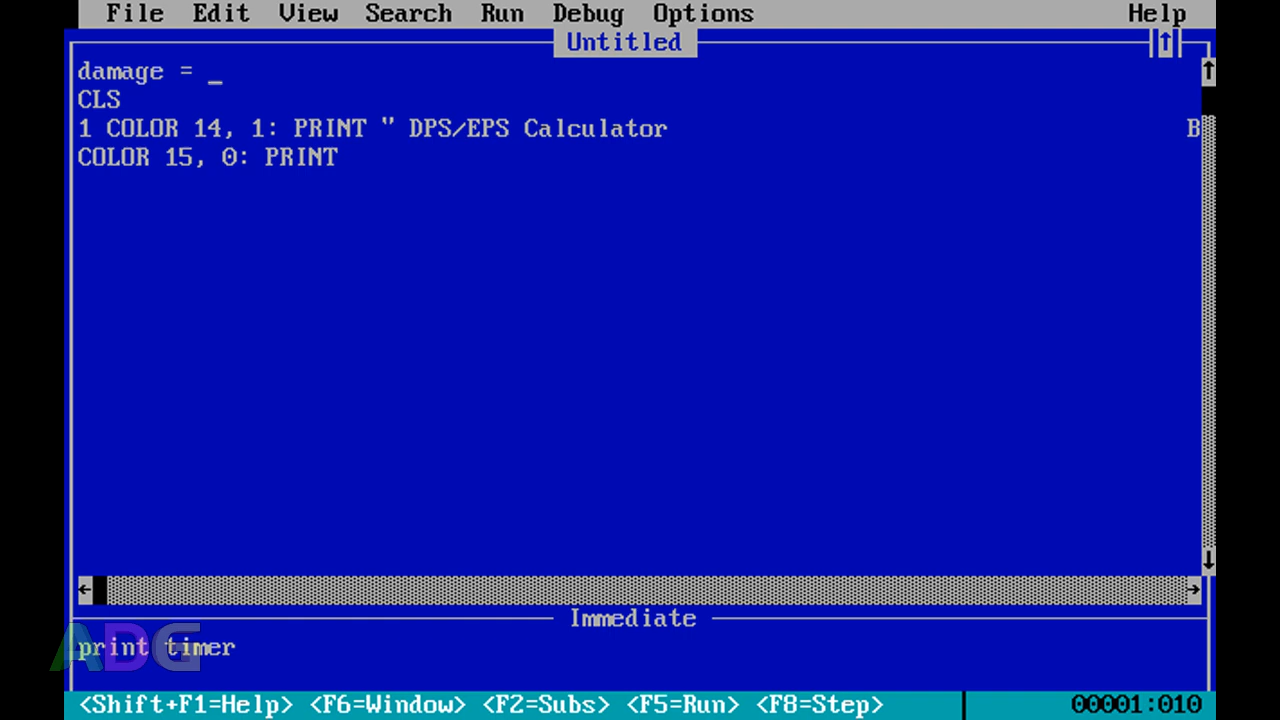 File Edit View Search Run Debug Options Help
Untitled
damage = _
CLS
1 COLOR 14, 1: PRINT " DPS/EPS Calculator B
COLOR 15, 0: PRINT
Immediate
print timer
ADG
<Shift+F1=Help> <F6=Window> <F2=Subs> <F5=Run> <F8=Step> 00001:010